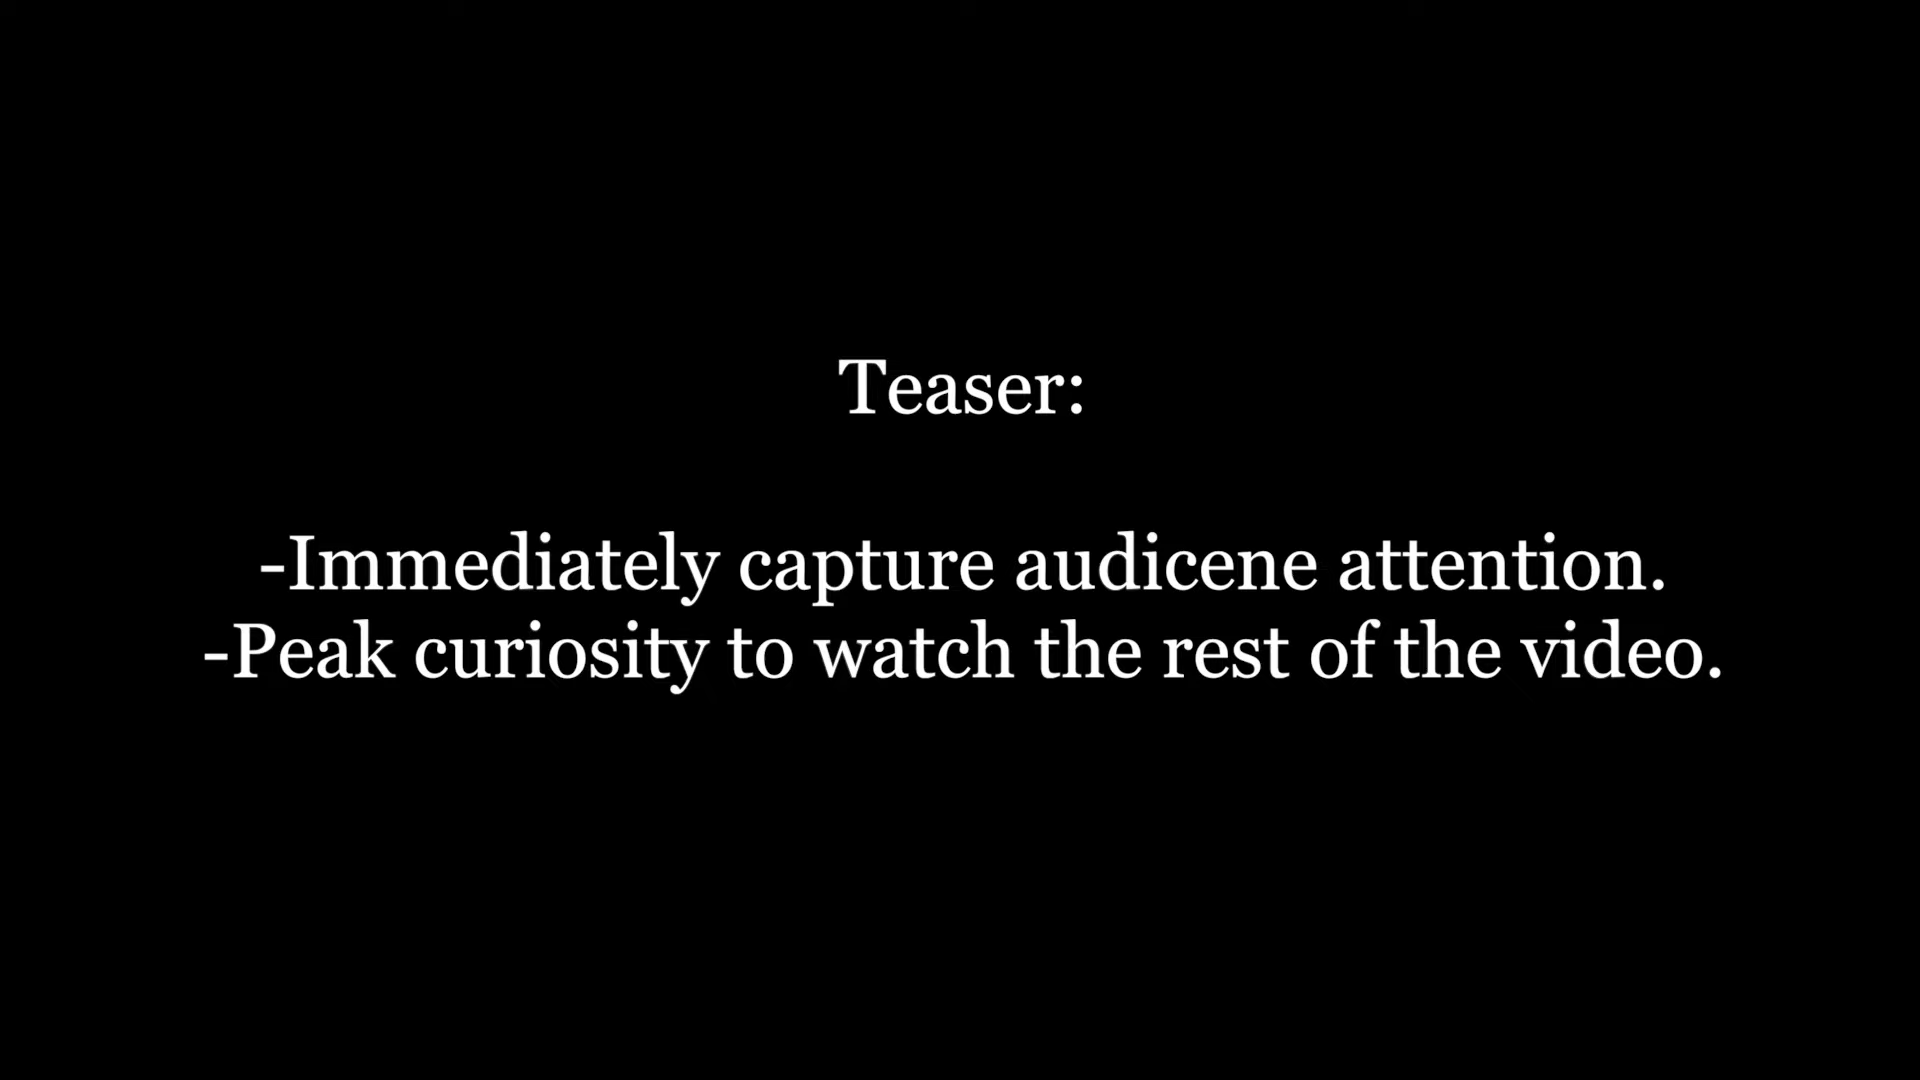 Teaser:
-Immediately capture audicene attention.
-Peak curiosity to watch the rest of the video.